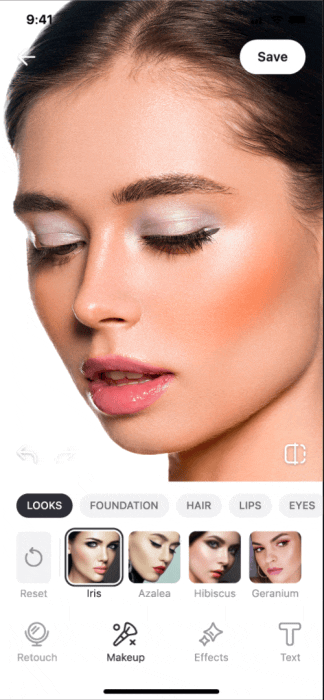 9:41
Save
LOOKS FOUNDATION HAIR LIPS EYES
Reset Iris Azalea Hibiscus Geranium
Retouch Makeup Effects Text